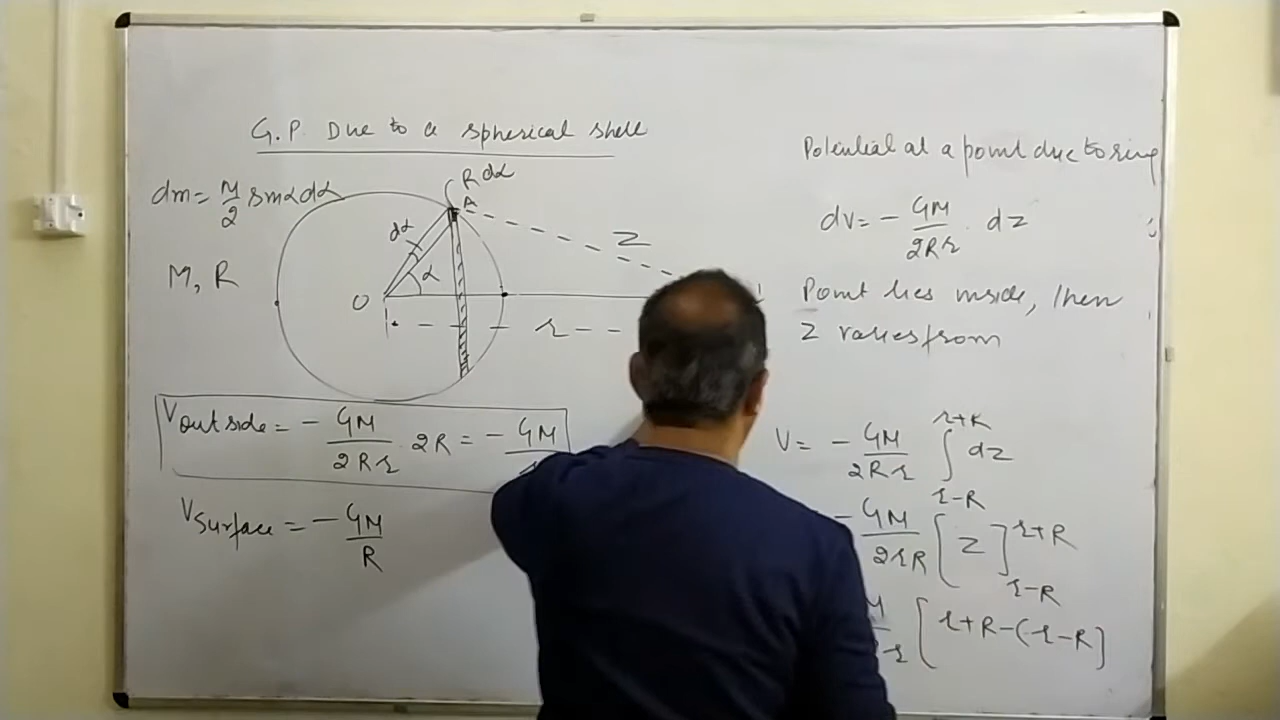 G.P. Due to a spherical shell
dm = M/2 sinα dα
R dα
A
dα
α
Z
M, R
O
r
V outside = - GM/2Rr . 2R = - GM
V surface = - GM/R
Potential at a point due to ring
dv = - GM/2Rr . dz
Point lies inside, then
Z varies from
V = - GM/2Rr ∫ r-R r+R dz
- GM/2rR [ Z ] r+R r-R
[ r+R-(r-R]